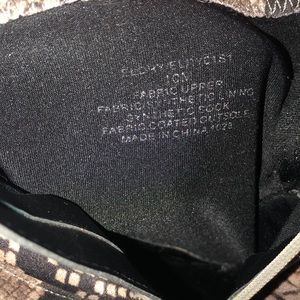 10M
FABRIC UPPER
FABRIC/SYNTHETIC LINING
SYNTHETIC SOCK
FABRIC COATED OUTSOLE
MADE IN CHINA